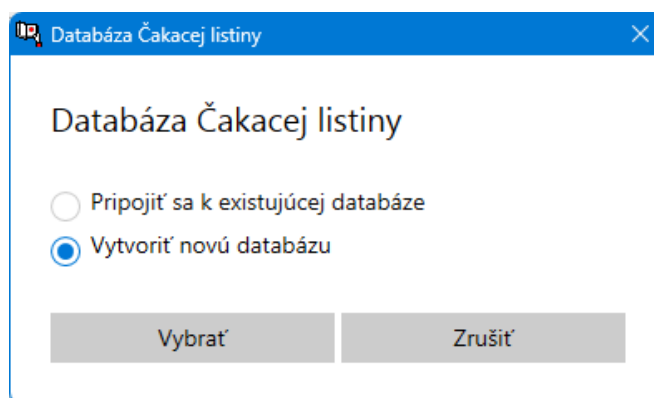 Databáza Čakacej listiny
Databáza Čakacej listiny
Pripojiť sa k existujúcej databáze
Vytvoriť novú databázu
Vybrať
Zrušiť